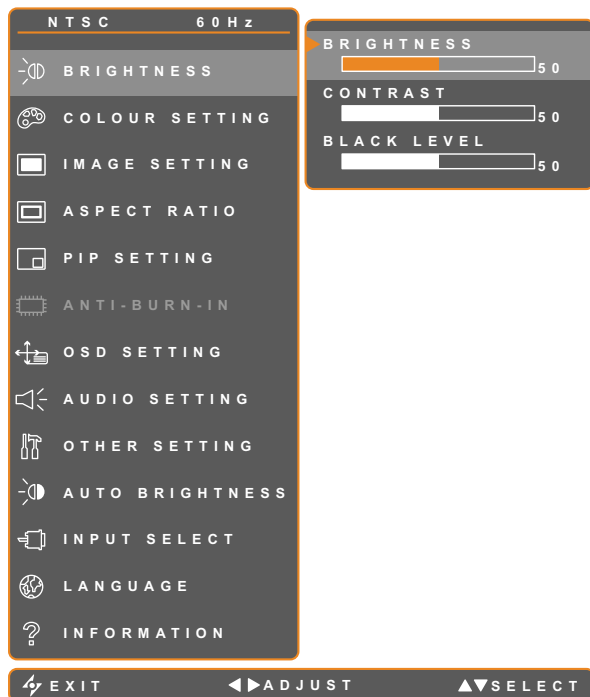 NTSC 60Hz
BRIGHTNESS
COLOUR SETTING
IMAGE SETTING
ASPECT RATIO
PIP SETTING
ANTI-BURN-IN
OSD SETTING
AUDIO SETTING
OTHER SETTING
AUTO BRIGHTNESS
INPUT SELECT
LANGUAGE
INFORMATION
BRIGHTNESS
50
CONTRAST
50
BLACK LEVEL
50
EXIT ◀▶ADJUST ▲▼SELECT